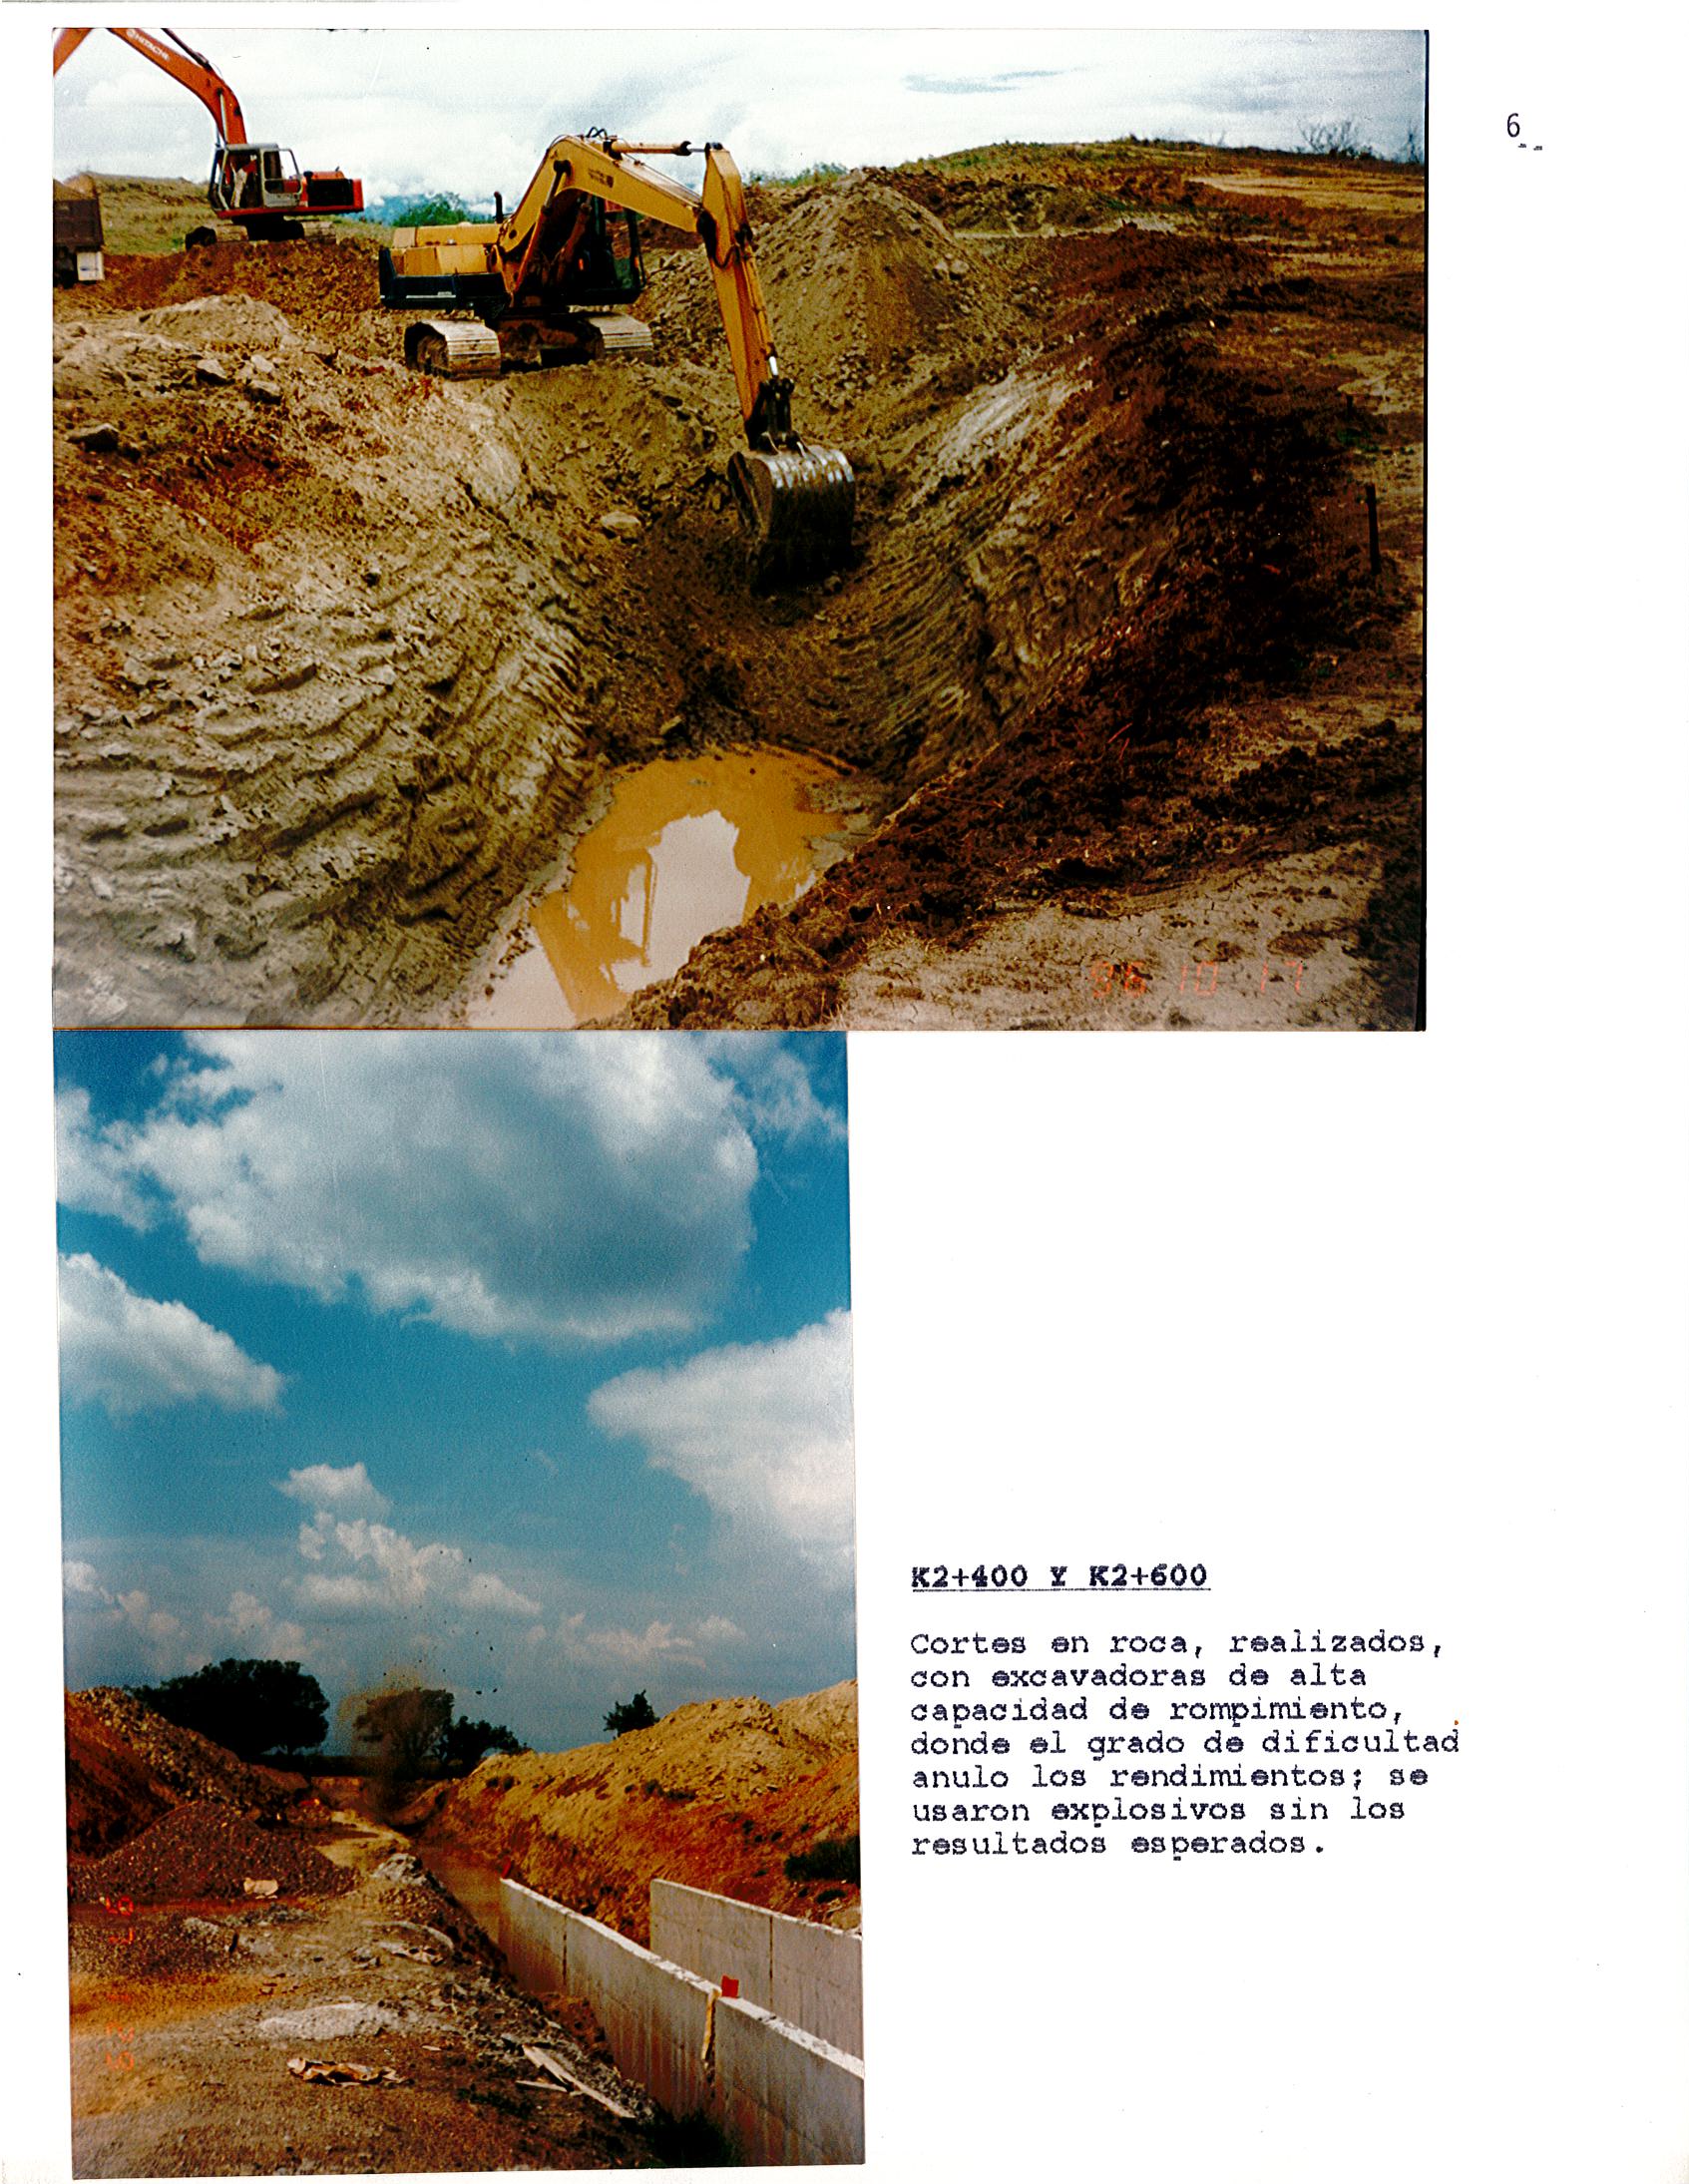 HITACHI
6
96 10 17
K2+400 Y K2+600
Cortes en roca, realizados,
con excavadoras de alta
capacidad de rompimiento,
donde el grado de dificultad
anulo los rendimientos; se
usaron explosivos sin los
resultados esperados.